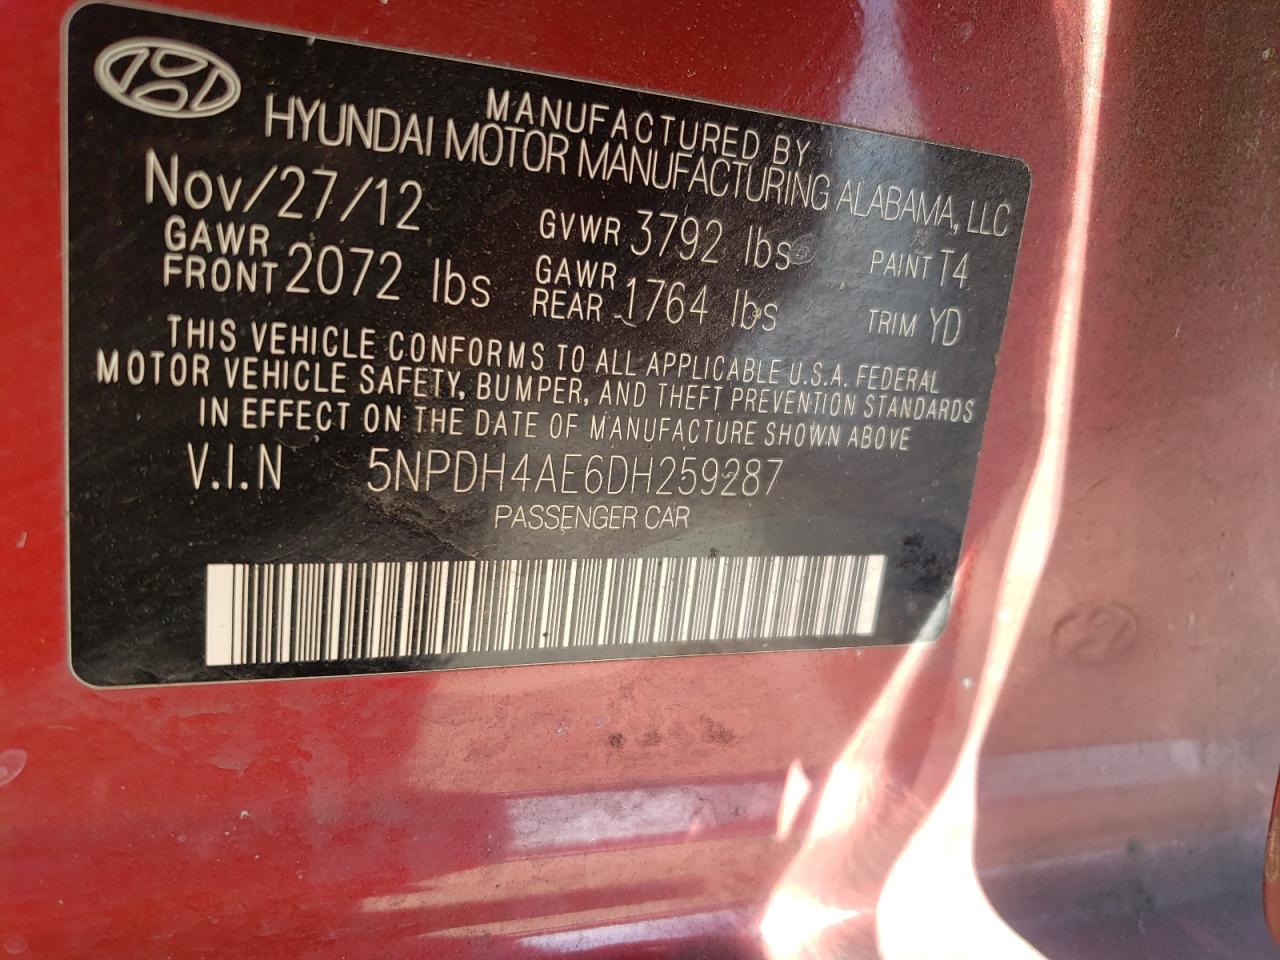 MANUFACTURED BY
HYUNDAI MOTOR MANUFACTURING ALABAMA, LLC
Nov/27/12 GVWR 3792 lbs PAINT T4
GAWR FRONT 2072 lbs GAWR REAR 1764 lbs TRIM YD
THIS VEHICLE CONFORMS TO ALL APPLICABLE U.S.A. FEDERAL
MOTOR VEHICLE SAFETY, BUMPER, AND THEFT PREVENTION STANDARDS
IN EFFECT ON THE DATE OF MANUFACTURE SHOWN ABOVE
V.I.N 5NPDH4AE6DH259287
PASSENGER CAR